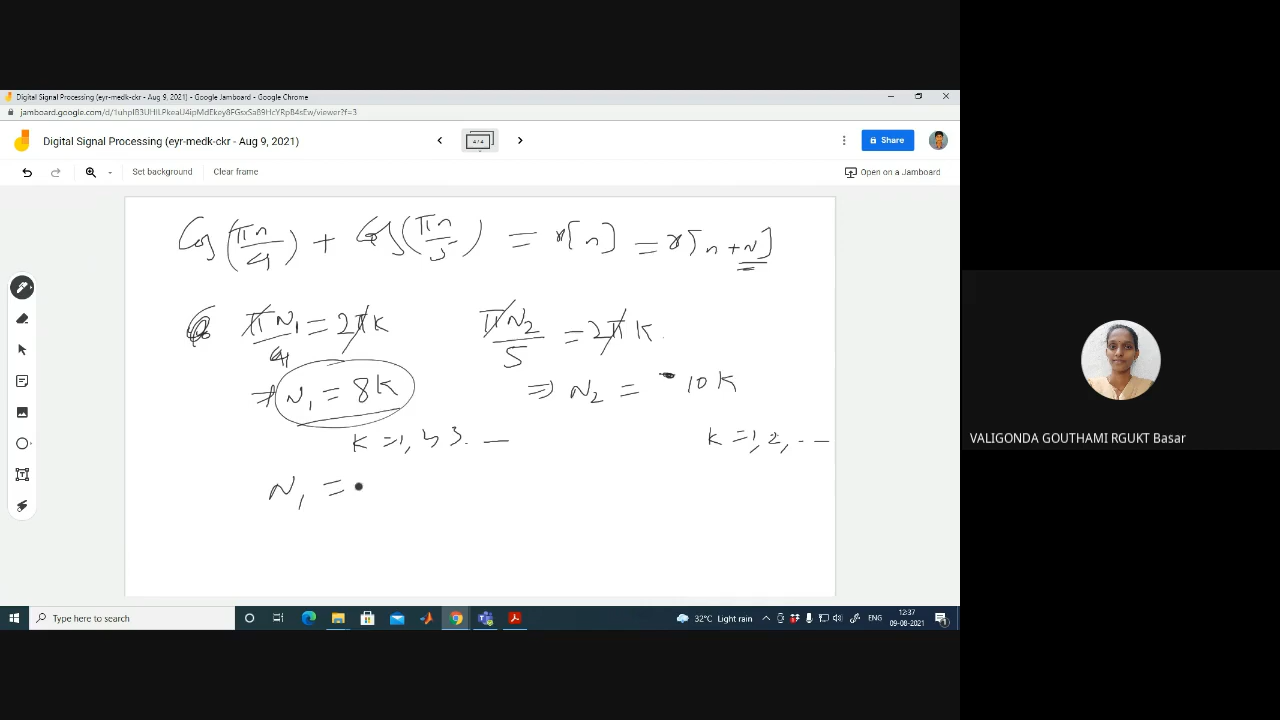 Digital Signal Processing (eyr-medk-ckr - Aug 9, 2021) - Google Jamboard - Google Chrome
Digital Signal Processing (eyr-medk-ckr - Aug 9, 2021)
4 / 4
Share
Set background
Clear frame
Open on a Jamboard
Cos(πn/4) + Cos(πn/5) = x[n] = x[n+N]
πN₁/4 = 2πK
πN₂/5 = 2πK
⇒ N₁ = 8K
⇒ N₂ = 10K
K = 1, 2, 3. —
K = 1, 2, - —
N₁ =
VALIGONDA GOUTHAMI RGUKT Basar
Type here to search
32°C Light rain
ENG
12:37
09-08-2021